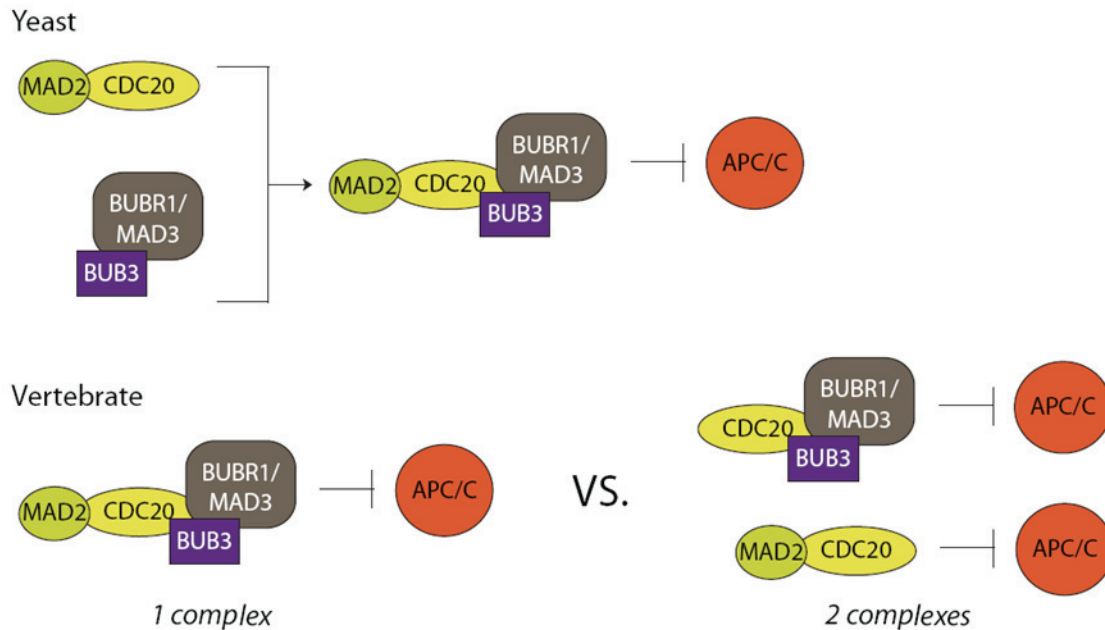 Yeast
MAD2
CDC20
BUBR1/
MAD3
BUB3
MAD2
CDC20
BUBR1/
MAD3
BUB3
APC/C
Vertebrate
MAD2
CDC20
BUBR1/
MAD3
BUB3
APC/C
1 complex
VS.
CDC20
BUBR1/
MAD3
BUB3
APC/C
MAD2
CDC20
APC/C
2 complexes